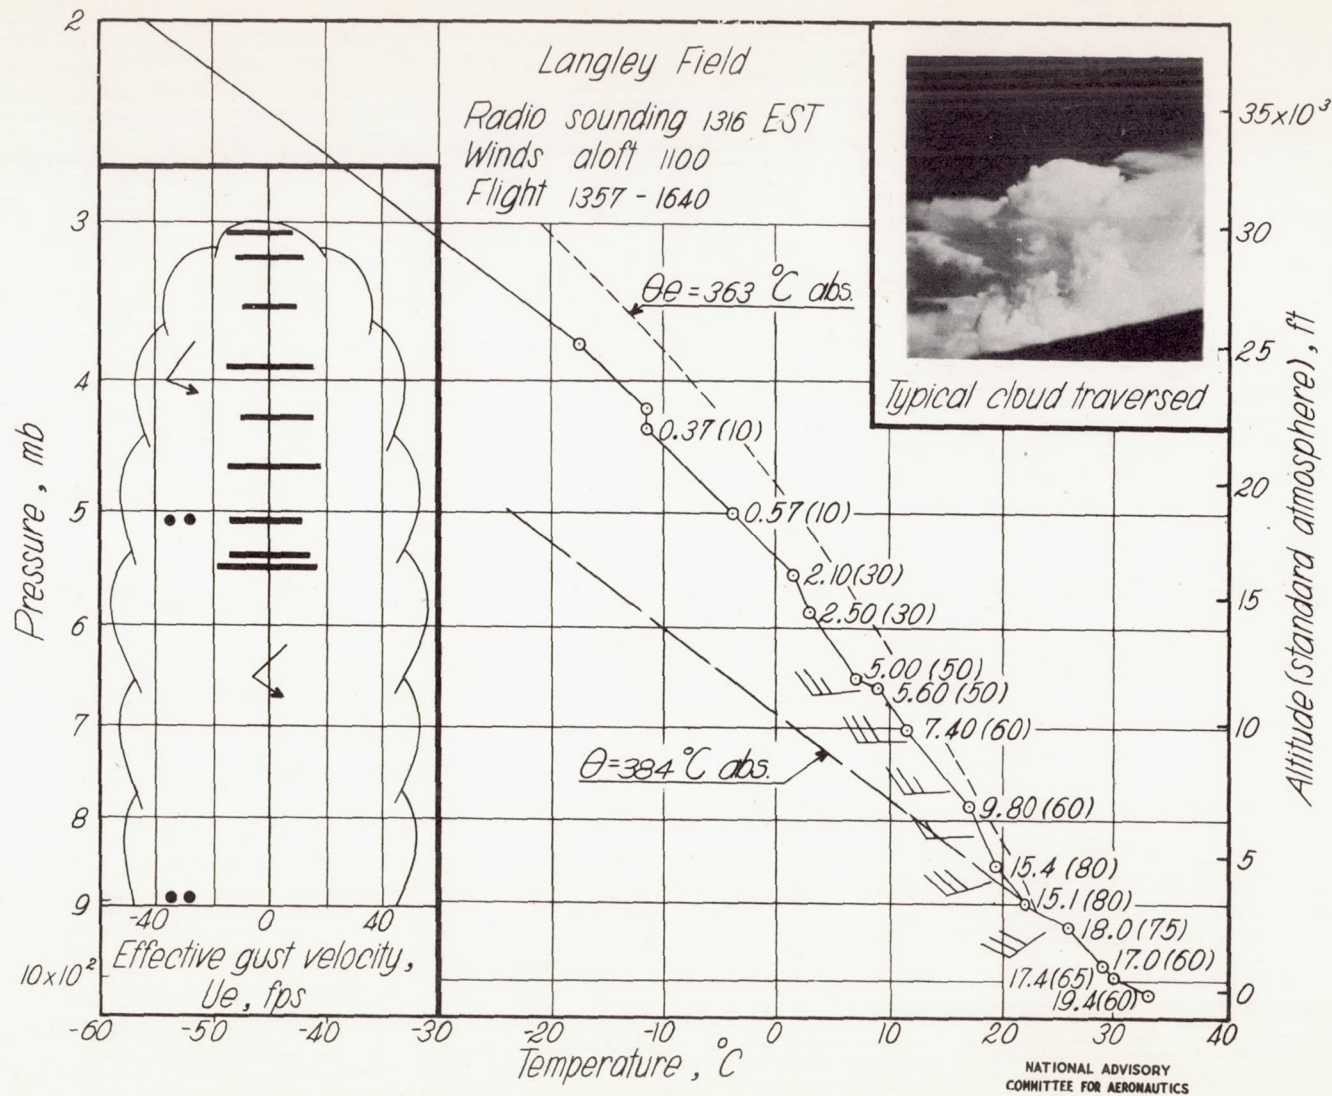 Langley Field
Radio sounding 1316 EST
Winds aloft 1100
Flight 1357 - 1640
Typical cloud traversed
Pressure, mb
2
3
4
5
6
7
8
9
10x10²
Altitude (standard atmosphere), ft
35x10³
30
25
20
15
10
5
0
θe = 363 °C abs.
θ=384 °C abs.
0.37(10)
0.57(10)
2.10(30)
2.50(30)
5.00(50)
5.60(50)
7.40(60)
9.80(60)
15.4(80)
15.1(80)
18.0(75)
17.0(60)
17.4(65)
19.4(60)
-40 0 40
Effective gust velocity,
Ue, fps
-60 -50 -40 -30 -20 -10 0 10 20 30 40
Temperature, °C
NATIONAL ADVISORY
COMMITTEE FOR AERONAUTICS